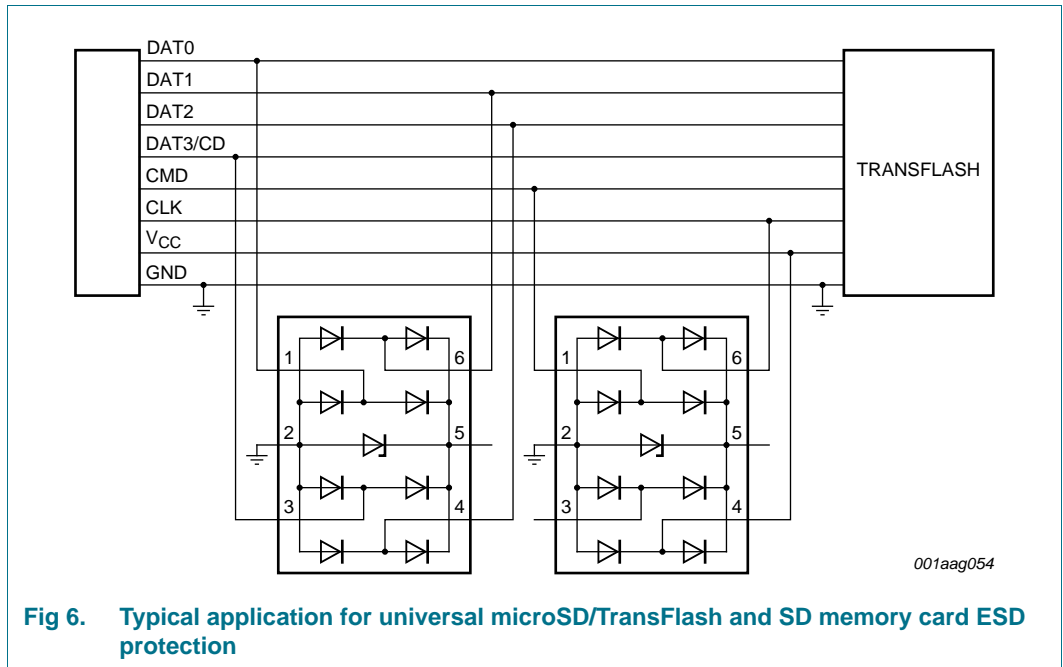 DAT0
DAT1
DAT2
DAT3/CD
CMD
CLK
VCC
GND
TRANSFLASH
1
6
2
5
3
4
1
6
2
5
3
4
001aag054
Fig 6. Typical application for universal microSD/TransFlash and SD memory card ESD
protection